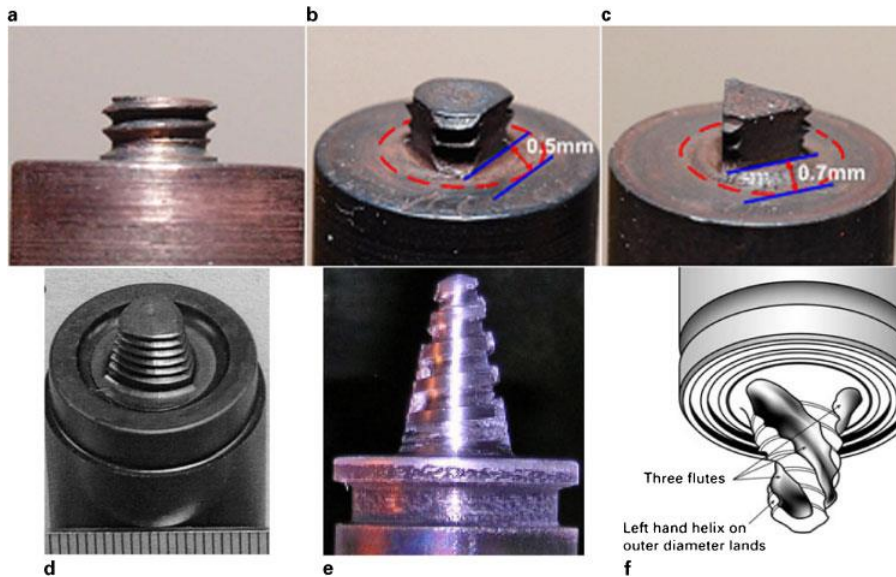 a
b
c
0.5mm
0.7mm
Three flutes
Left hand helix on
outer diameter lands
d
e
f